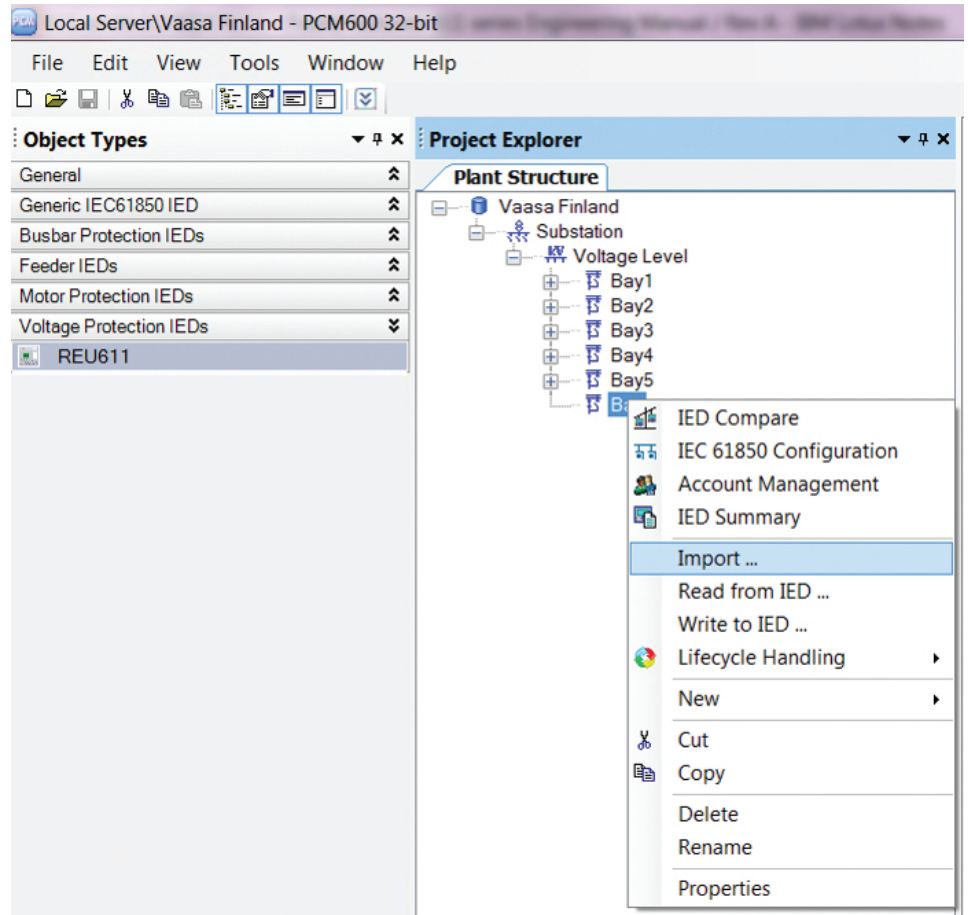 PCM Local Server\Vaasa Finland - PCM600 32-bit
File Edit View Tools Window Help
Object Types
General
Generic IEC61850 IED
Busbar Protection IEDs
Feeder IEDs
Motor Protection IEDs
Voltage Protection IEDs
REU611
Project Explorer
Plant Structure
Vaasa Finland
Substation
KV Voltage Level
Bay1
Bay2
Bay3
Bay4
Bay5
IED Compare
IEC 61850 Configuration
Account Management
IED Summary
Import ...
Read from IED ...
Write to IED ...
Lifecycle Handling
New
Cut
Copy
Delete
Rename
Properties